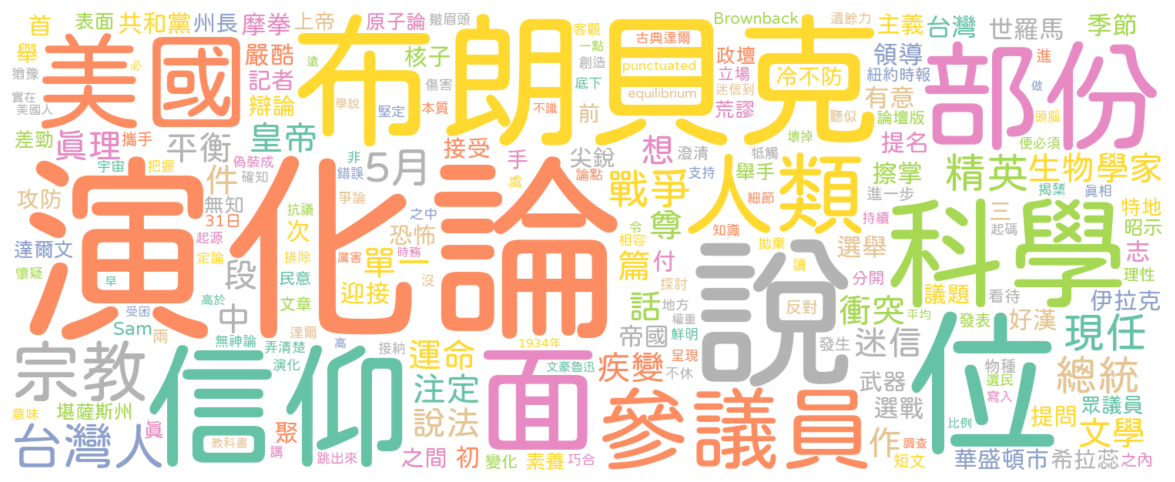 首 表面 共和黨 州長 摩拳 上帝 原子論 皺眉頭 客觀 Brownback 遺餘力 主義 台灣 世羅馬 季節
舉 美國 嚴酷 布朗貝克 核子 遠 一點 古典達爾 政壇 領導 部份 進
猶豫 必 記者 傷害 創造 punctuated 立場 冷不防 紐約時報 做
實在 美國人 辯論 學說 堅定 本質 底下 不識 equilibrium 迷信到 荒謬 有意 論壇版 頭腦
差勁 眞理 攜手 平衡 皇帝 前 接受 手 尖銳 想 澄清 壞掉 聽似 提名 便必須
宇宙 把握 偽裝成 確知 非 錯誤 5月 處 論點 戰爭 支持 牴觸 舉手 細節 人類 擦掌 進一步 精英 生物學家
攻防 件 無知 演化論 爭論 之中 尊 令 知識 持續 科學 揭櫫 眞相 特地
達爾文 31日 起源 次 抗議 恐怖 時務 相容 拋棄 選舉 理性 三 起碼 昭示
懷疑 早 定論 排除 厲害 單一 沒 篇 付 探討 說 讀 分開 議題 看待 志
受困 高於 段 民意 文章 迎接 話 地方 權重 反對 衝突 平均 發表 好漢 伊拉克
Sam 兩 中 無神論 達爾 弄清楚 高 1934年 帝國 鮮明 發生 迷信 位 現任
宗教 信仰 演化 接納 運命 面 文豪魯迅 疾變 呈現 不休 武器 物種 選民 寫入 總統
意味 堪薩斯州 眞 注定 說法 參議員 選戰 提問 眾議員
台灣人 教科書 講 聚 跳出來 之間 初 變化 素養 巧合 作 調查 短文 比例 華盛頓市 希拉蕊 文學 之內